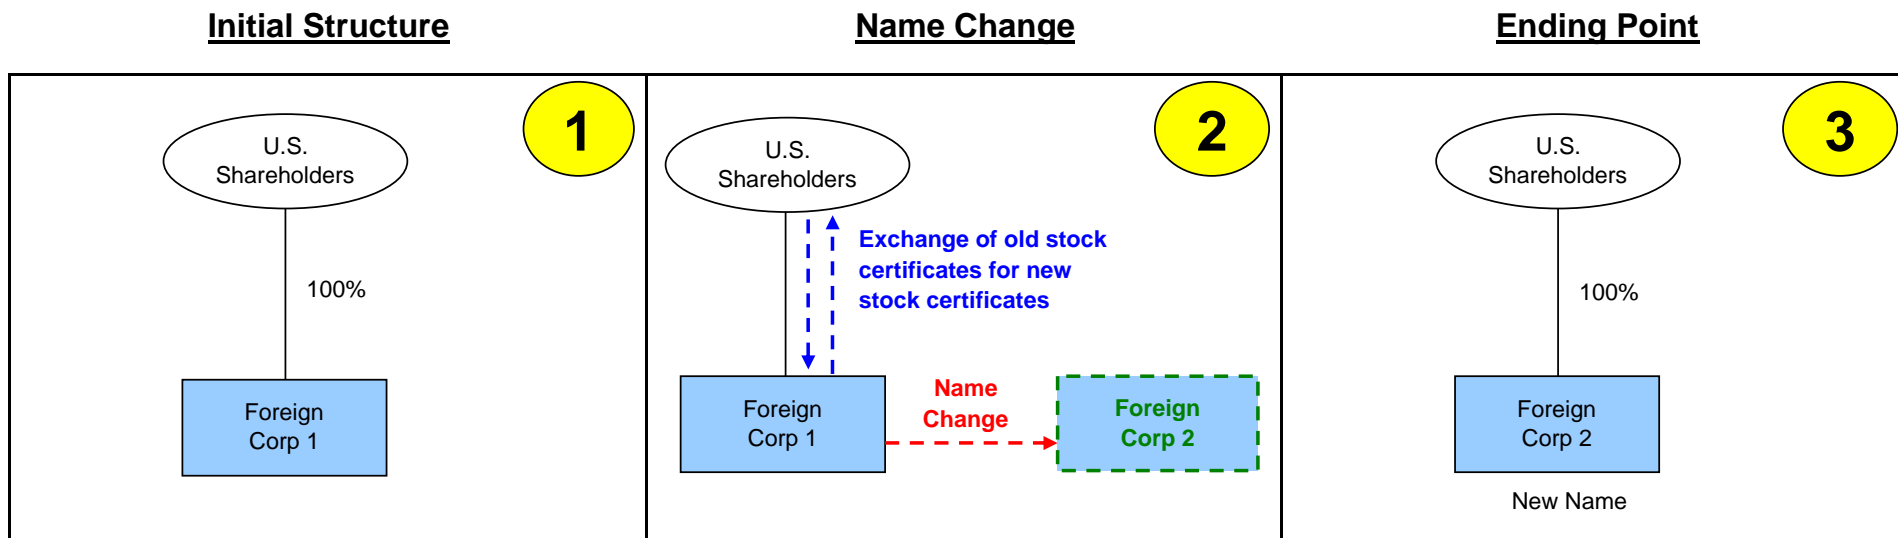 Initial Structure
Name Change
Ending Point
1
U.S.
Shareholders
100%
Foreign
Corp 1
2
U.S.
Shareholders
Exchange of old stock
certificates for new
stock certificates
Foreign
Corp 1
Name
Change
Foreign
Corp 2
3
U.S.
Shareholders
100%
Foreign
Corp 2
New Name